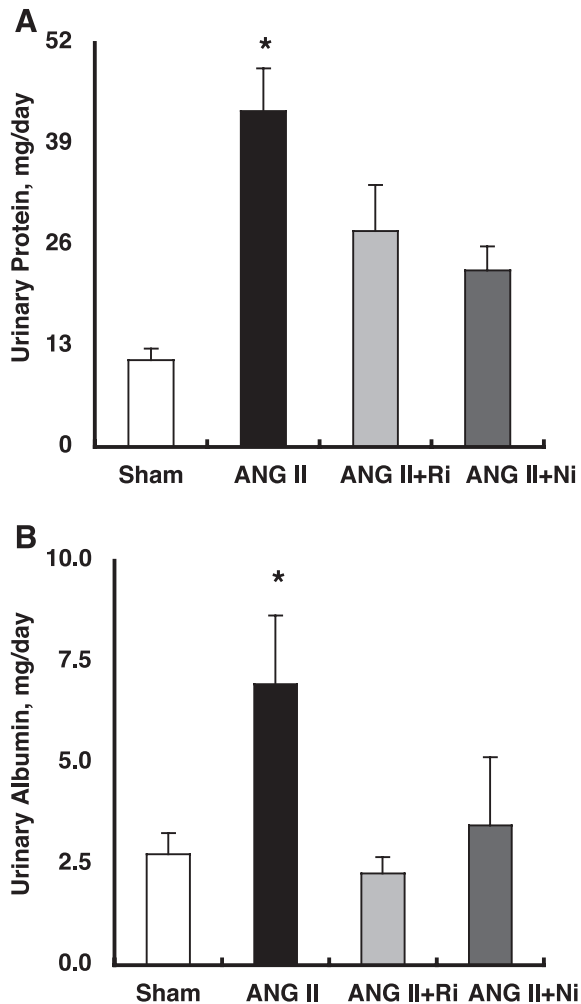 A
52
*
39
26
13
0
Urinary Protein, mg/day
Sham ANG II ANG II+Ri ANG II+Ni
B
10.0
*
7.5
5.0
2.5
0.0
Urinary Albumin, mg/day
Sham ANG II ANG II+Ri ANG II+Ni